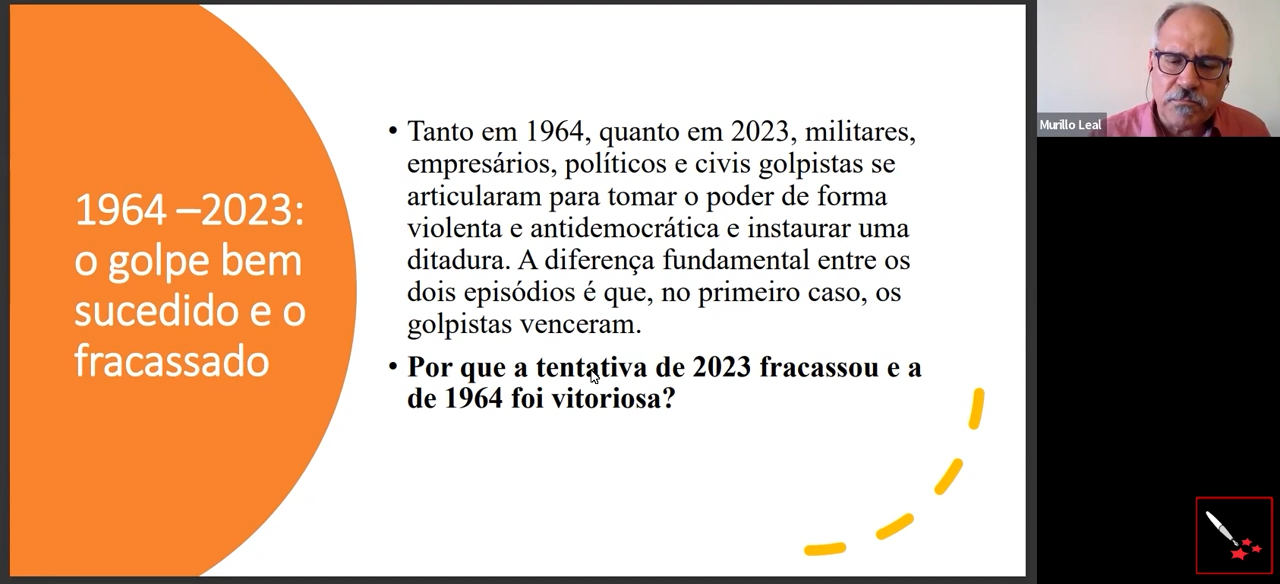 1964 –2023:
o golpe bem
sucedido e o
fracassado
• Tanto em 1964, quanto em 2023, militares,
empresários, políticos e civis golpistas se
articularam para tomar o poder de forma
violenta e antidemocrática e instaurar uma
ditadura. A diferença fundamental entre os
dois episódios é que, no primeiro caso, os
golpistas venceram.
• Por que a tentativa de 2023 fracassou e a
de 1964 foi vitoriosa?
Murillo Leal